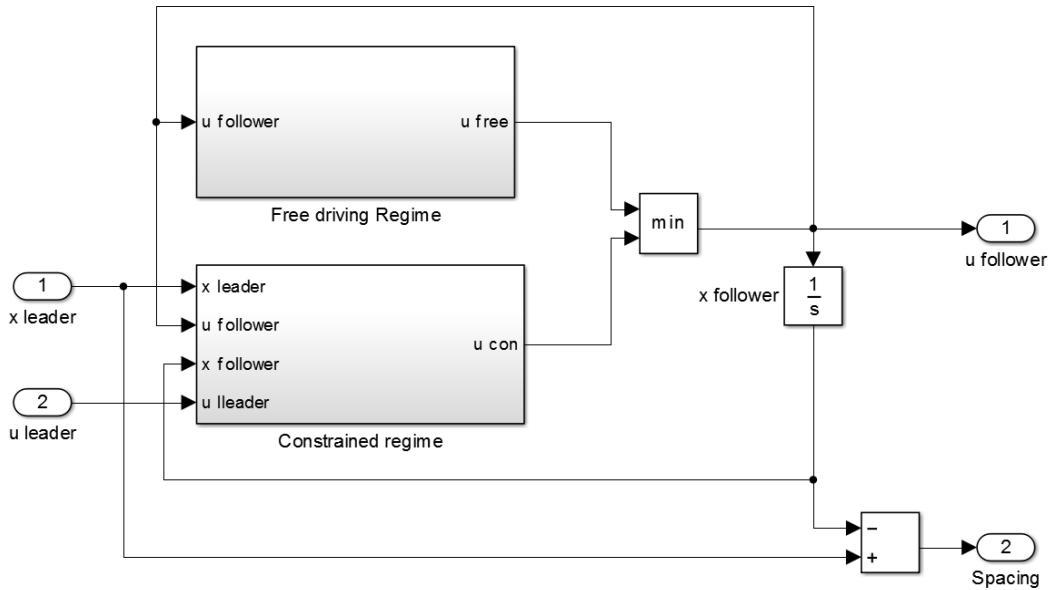 u follower
u free
Free driving Regime
min
1
u follower
1
x leader
x leader
u follower
x follower
u lleader
u con
Constrained regime
x follower
1
s
2
u leader
−
+
2
Spacing